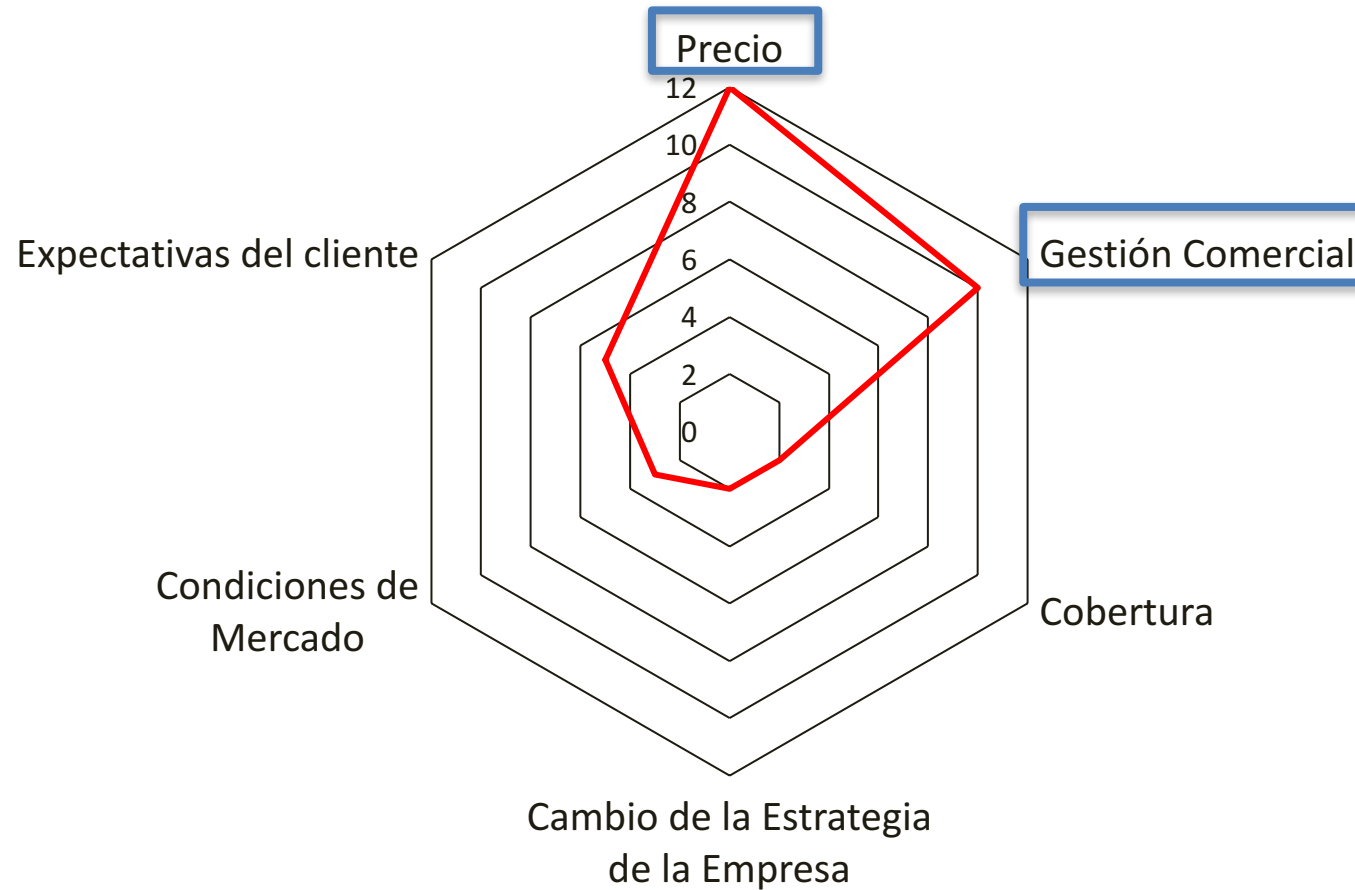 Precio
12
10
8
6
4
2
0
Expectativas del cliente
Gestión Comercial
Condiciones de
Mercado
Cobertura
Cambio de la Estrategia
de la Empresa